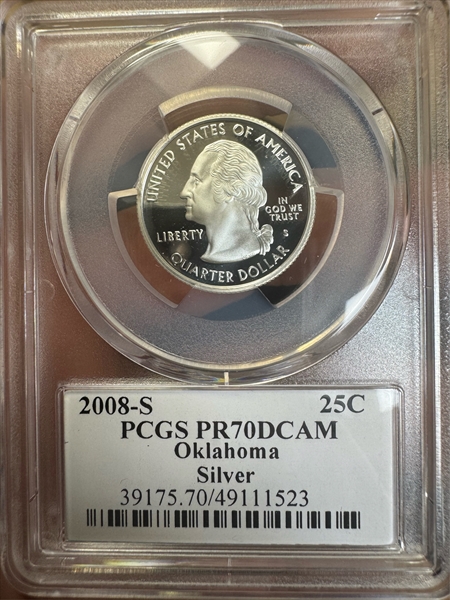 UNITED STATES OF AMERICA
IN
GOD WE
TRUST
LIBERTY
S
QUARTER DOLLAR
2008-S 25C
PCGS PR70DCAM
Oklahoma
Silver
39175.70/49111523